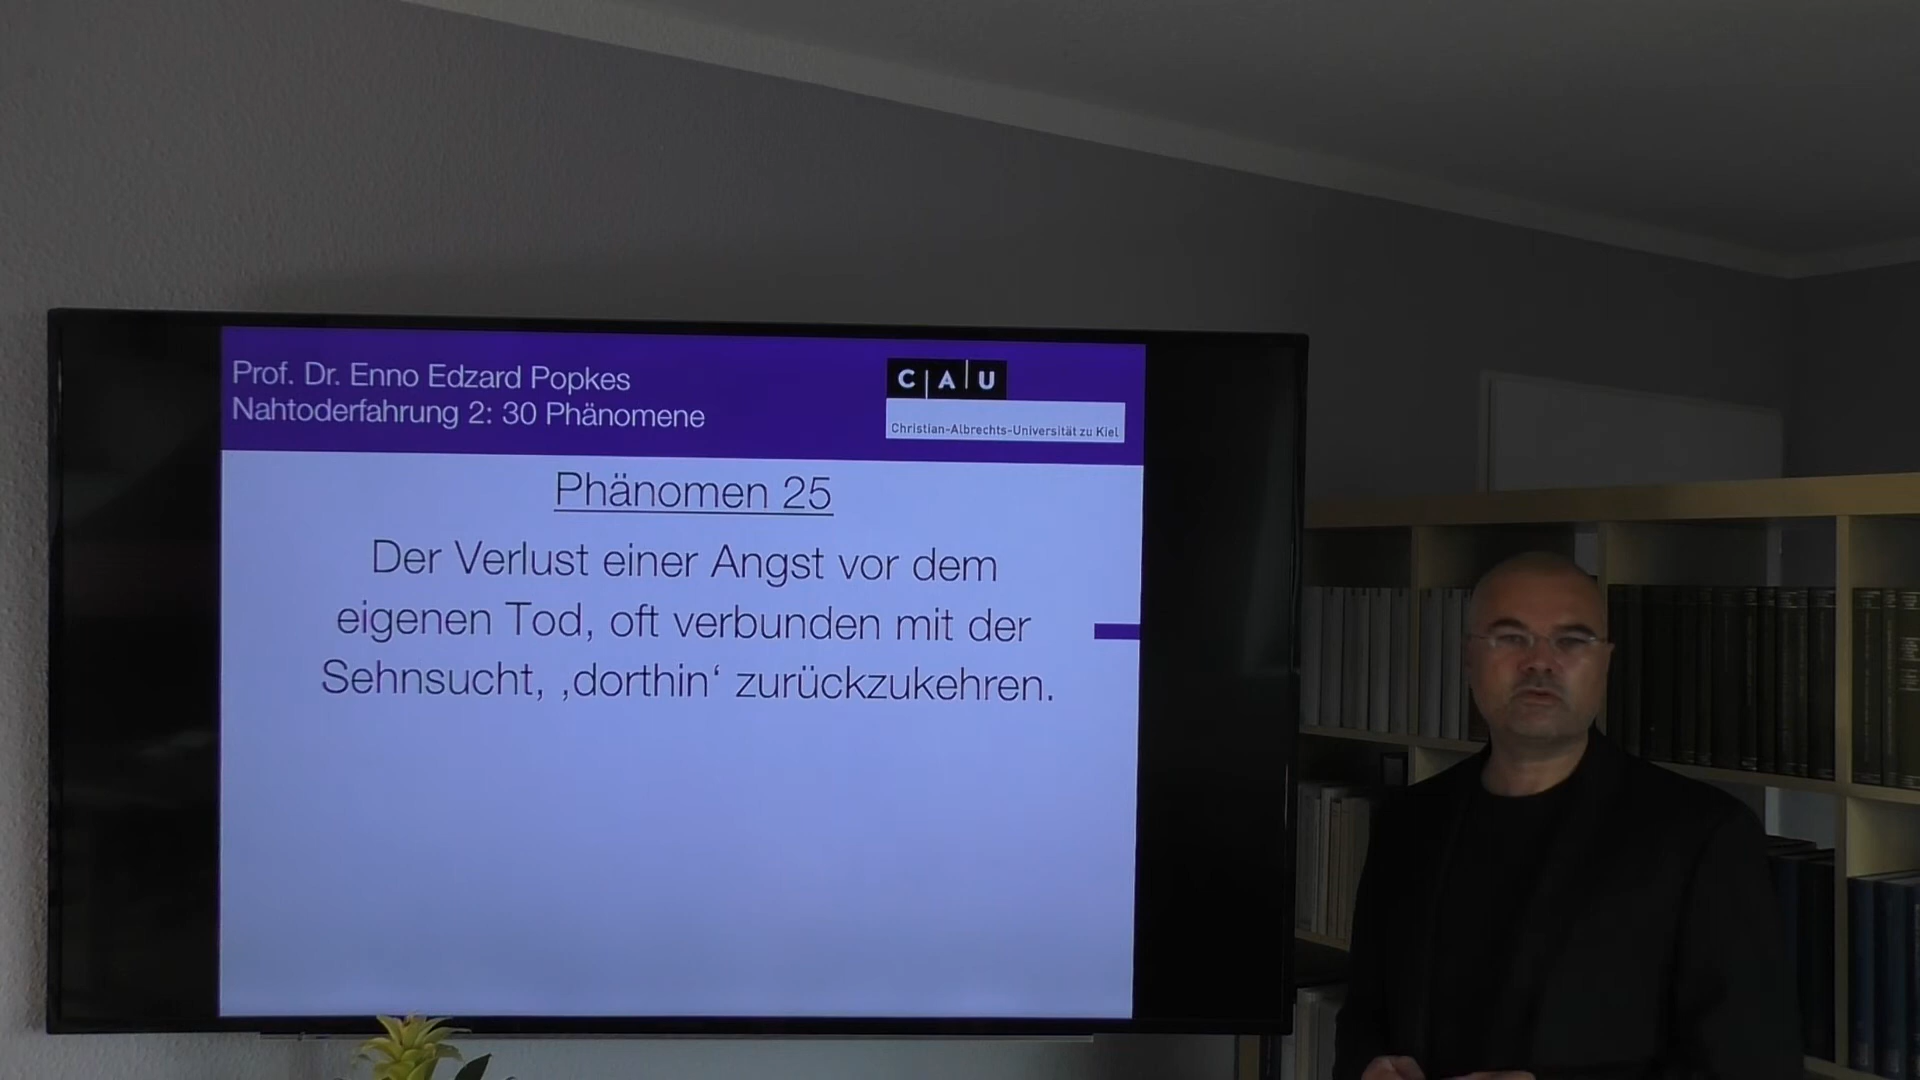 Prof. Dr. Enno Edzard Popkes
Nahtoderfahrung 2: 30 Phänomene
CAU
Christian-Albrechts-Universität zu Kiel
Phänomen 25
Der Verlust einer Angst vor dem
eigenen Tod, oft verbunden mit der
Sehnsucht, ‚dorthin‘ zurückzukehren.